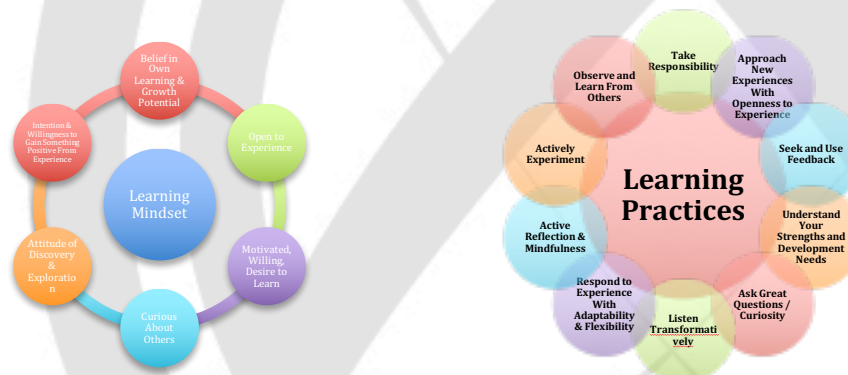 Belief in
Own
Learning &
Growth
Potential
Open to
Experience
Motivated,
Willing,
Desire to
Learn
Curious
About
Others
Attitude of
Discovery
&
Exploratio
n
Intention &
Willingness to
Gain Something
Positive From
Experience
Learning
Mindset
Take
Responsibility
Approach
New
Experiences
With
Openness to
Experience
Seek and Use
Feedback
Understand
Your
Strengths and
Development
Needs
Ask Great
Questions /
Curiosity
Listen
Transformati
vely
Respond to
Experience
With
Adaptability
& Flexibility
Active
Reflection &
Mindfulness
Actively
Experiment
Observe and
Learn From
Others
Learning
Practices